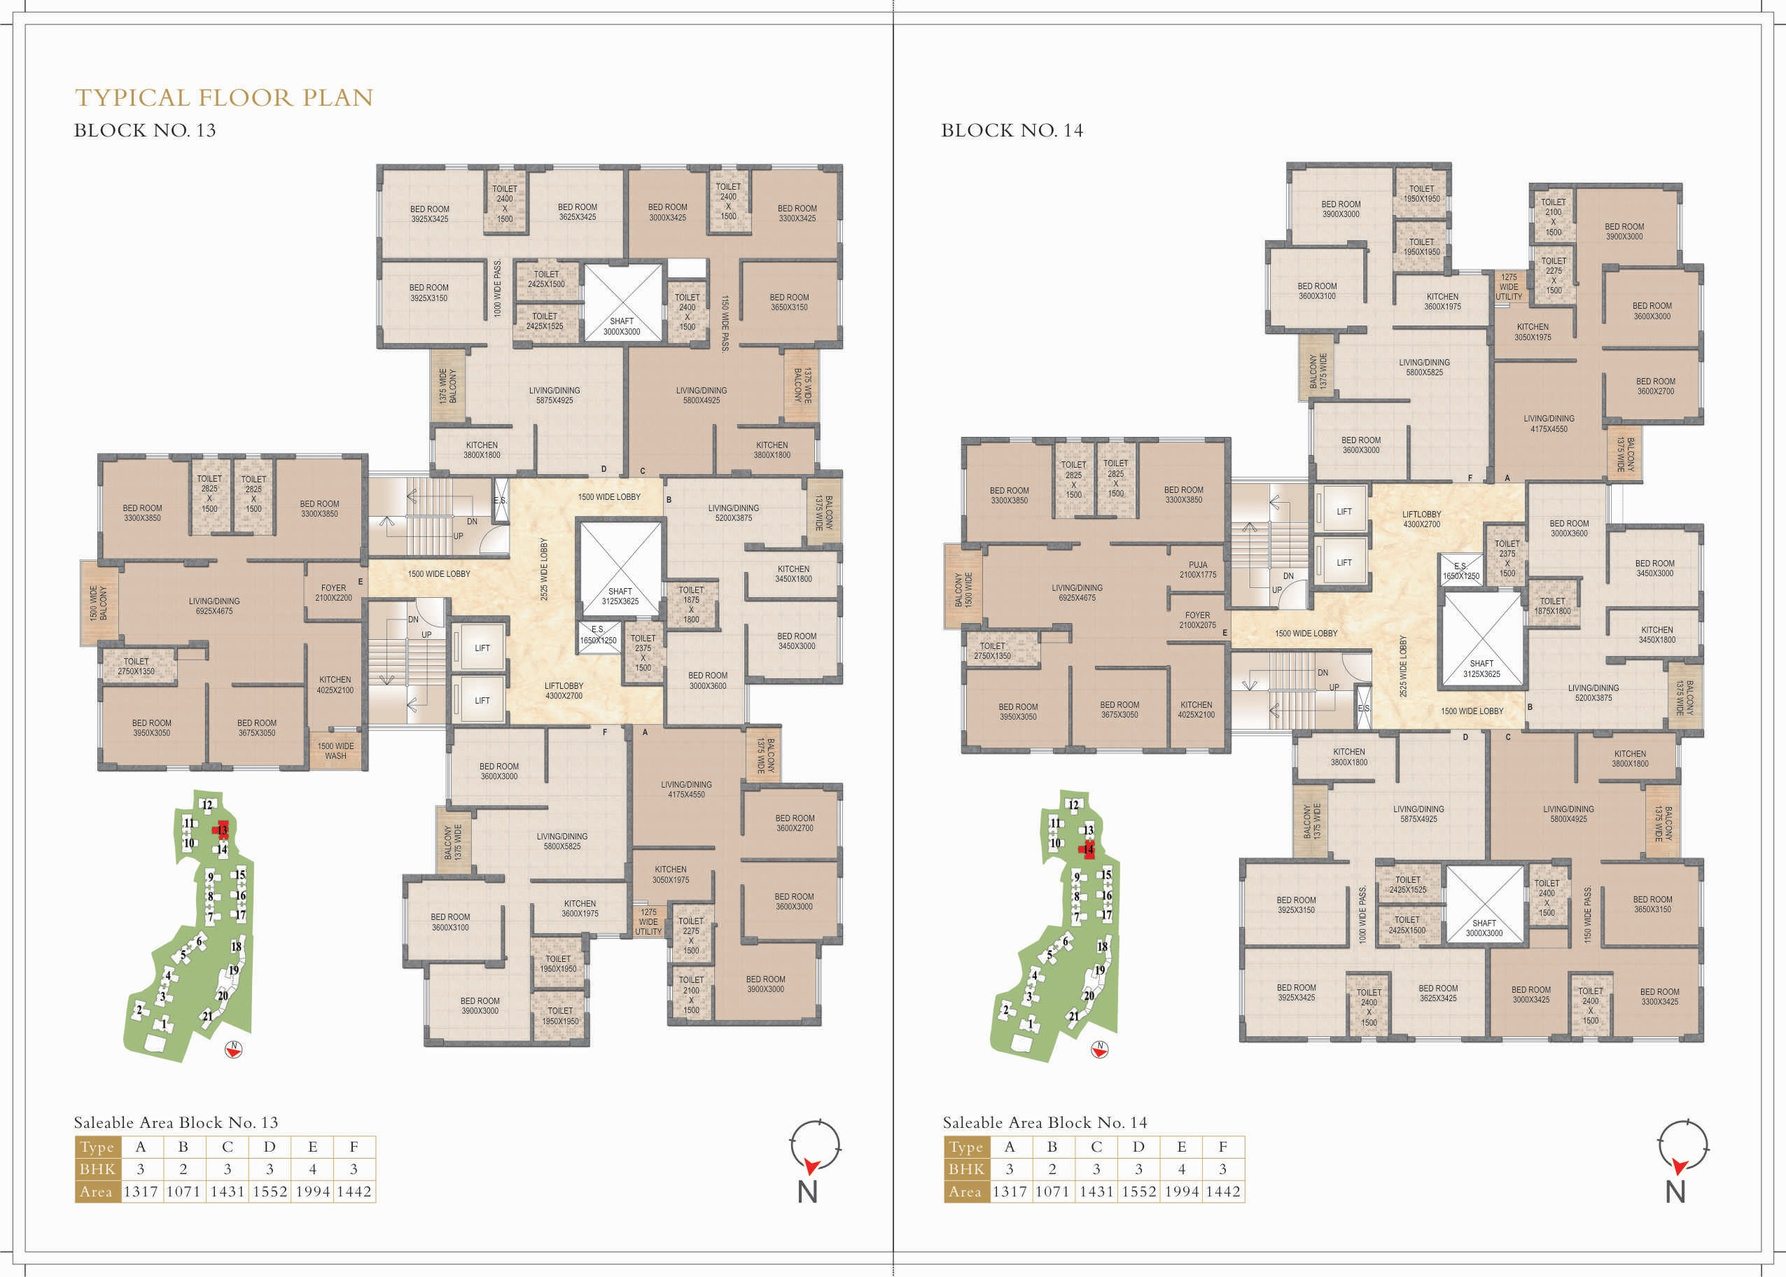 TYPICAL FLOOR PLAN
BLOCK NO. 13
BED ROOM
3925X3425
TOILET
2400
X
1500
BED ROOM
3625X3425
BED ROOM
3000X3425
TOILET
2400
X
1500
BED ROOM
3300X3425
BED ROOM
3925X3150
1000 WIDE PASS.
TOILET
2425X1500
TOILET
2425X1525
SHAFT
3000X3000
TOILET
2400
X
1500
1150 WIDE PASS.
BED ROOM
3650X3150
1375 WIDE
BALCONY
LIVING/DINING
5875X4925
LIVING/DINING
5800X4925
1375 WIDE
BALCONY
KITCHEN
3800X1800
D
C
KITCHEN
3800X1800
BED ROOM
3300X3850
TOILET
2825
X
1500
TOILET
2825
X
1500
BED ROOM
3300X3850
DN
UP
E.S.
1500 WIDE LOBBY
B
LIVING/DINING
5200X3875
BALCONY
1375 WIDE
1500 WIDE BALCONY
LIVING/DINING
6925X4675
FOYER
2100X2200
E
1500 WIDE LOBBY
2525 WIDE LOBBY
SHAFT
3125X3625
KITCHEN
3450X1800
TOILET
1875
X
1800
DN
UP
E.S.
1650X1250
TOILET
2375
X
1500
BED ROOM
3450X3000
TOILET
2750X1350
LIFT
LIFT
LIFTLOBBY
4300X2700
BED ROOM
3000X3600
KITCHEN
4025X2100
BED ROOM
3950X3050
BED ROOM
3675X3050
1500 WIDE
WASH
F
A
BED ROOM
3600X3000
BALCONY
1375 WIDE
LIVING/DINING
4175X4550
BALCONY
1375 WIDE
LIVING/DINING
5800X5825
BED ROOM
3600X2700
KITCHEN
3050X1975
BED ROOM
3600X3000
BED ROOM
3600X3100
KITCHEN
3600X1975
1275
WIDE
UTILITY
TOILET
2275
X
1500
TOILET
1950X1950
TOILET
2100
X
1500
BED ROOM
3900X3000
BED ROOM
3900X3000
TOILET
1950X1950
12
11
13
10
14
9
15
8
16
7
17
6
18
5
4
19
3
20
2
1
21
N
Saleable Area Block No. 13
Type A B C D E F
BHK 3 2 3 3 4 3
Area 1317 1071 1431 1552 1994 1442
N
BLOCK NO. 14
BED ROOM
3900X3000
TOILET
1950X1950
TOILET
1950X1950
TOILET
2100
X
1500
BED ROOM
3900X3000
TOILET
2275
X
1500
BED ROOM
3600X3100
KITCHEN
3600X1975
1275
WIDE
UTILITY
KITCHEN
3050X1975
BED ROOM
3600X3000
BALCONY
1375 WIDE
LIVING/DINING
5800X5825
BED ROOM
3600X2700
LIVING/DINING
4175X4550
BED ROOM
3600X3000
BALCONY
1375 WIDE
F
A
BED ROOM
3300X3850
TOILET
2825
X
1500
TOILET
2825
X
1500
BED ROOM
3300X3850
LIFT
LIFTLOBBY
4300X2700
BED ROOM
3000X3600
TOILET
2375
X
1500
BED ROOM
3450X3000
BALCONY
1500 WIDE
LIVING/DINING
6925X4675
PUJA
2100X1775
DN
UP
LIFT
E.S.
1650X1250
TOILET
1875X1800
FOYER
2100X2075
E
1500 WIDE LOBBY
2525 WIDE LOBBY
SHAFT
3125X3625
KITCHEN
3450X1800
TOILET
2750X1350
DN
UP
E.S.
1500 WIDE LOBBY
B
LIVING/DINING
5200X3875
BALCONY
1375 WIDE
BED ROOM
3950X3050
BED ROOM
3675X3050
KITCHEN
4025X2100
D
C
KITCHEN
3800X1800
KITCHEN
3800X1800
BALCONY
1375 WIDE
LIVING/DINING
5875X4925
LIVING/DINING
5800X4925
BALCONY
1375 WIDE
BED ROOM
3925X3150
1000 WIDE PASS.
TOILET
2425X1525
TOILET
2425X1500
SHAFT
3000X3000
TOILET
2400
X
1500
1150 WIDE PASS.
BED ROOM
3650X3150
BED ROOM
3925X3425
TOILET
2400
X
1500
BED ROOM
3625X3425
BED ROOM
3000X3425
TOILET
2400
X
1500
BED ROOM
3300X3425
12
11
13
10
14
9
15
8
16
7
17
6
18
5
4
19
3
20
2
1
21
N
Saleable Area Block No. 14
Type A B C D E F
BHK 3 2 3 3 4 3
Area 1317 1071 1431 1552 1994 1442
N